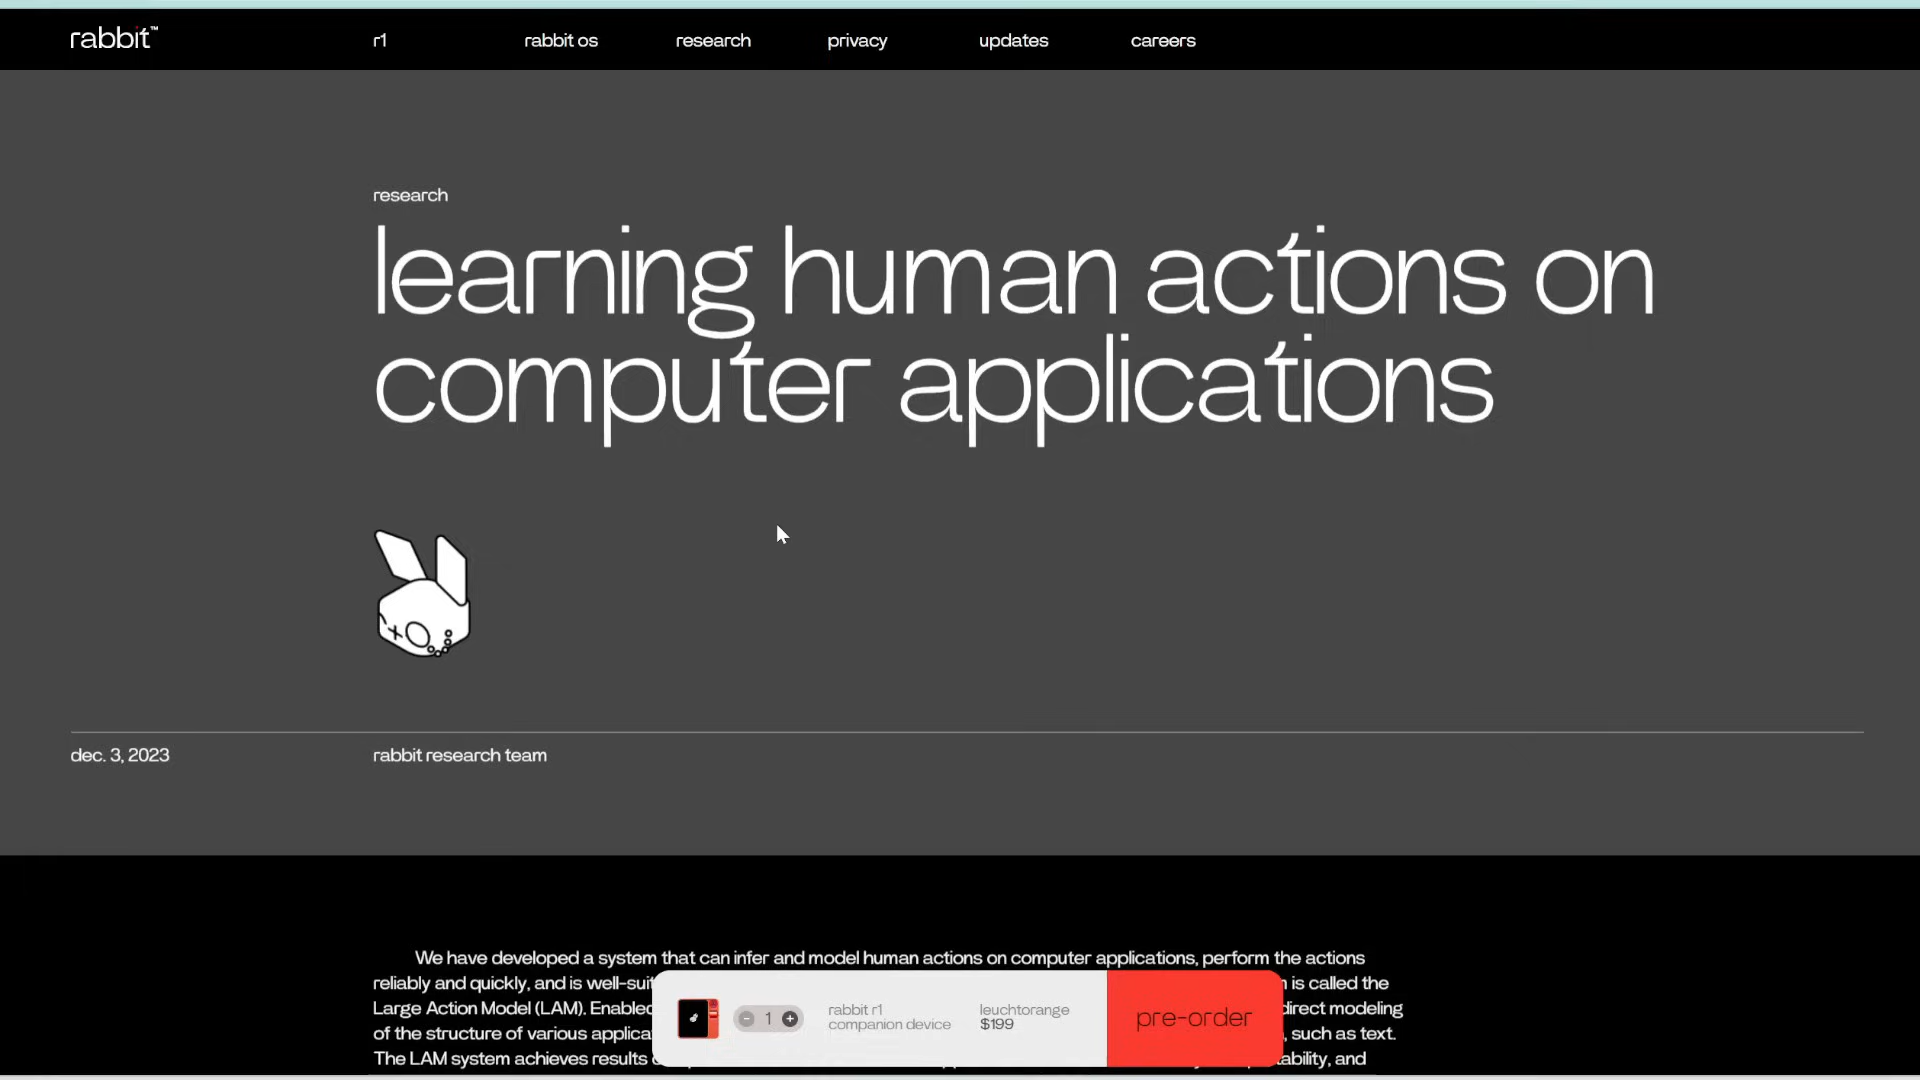 rabbit™ r1 rabbit os research privacy updates careers
research
learning human actions on
computer applications
dec. 3, 2023 rabbit research team
We have developed a system that can infer and model human actions on computer applications, perform the actions
reliably and quickly, and is well-suit is called the
Large Action Model (LAM). Enabled direct modeling
of the structure of various applica , such as text.
The LAM system achieves results
− 1 + rabbit r1 leuchtorange pre-order
companion device $199